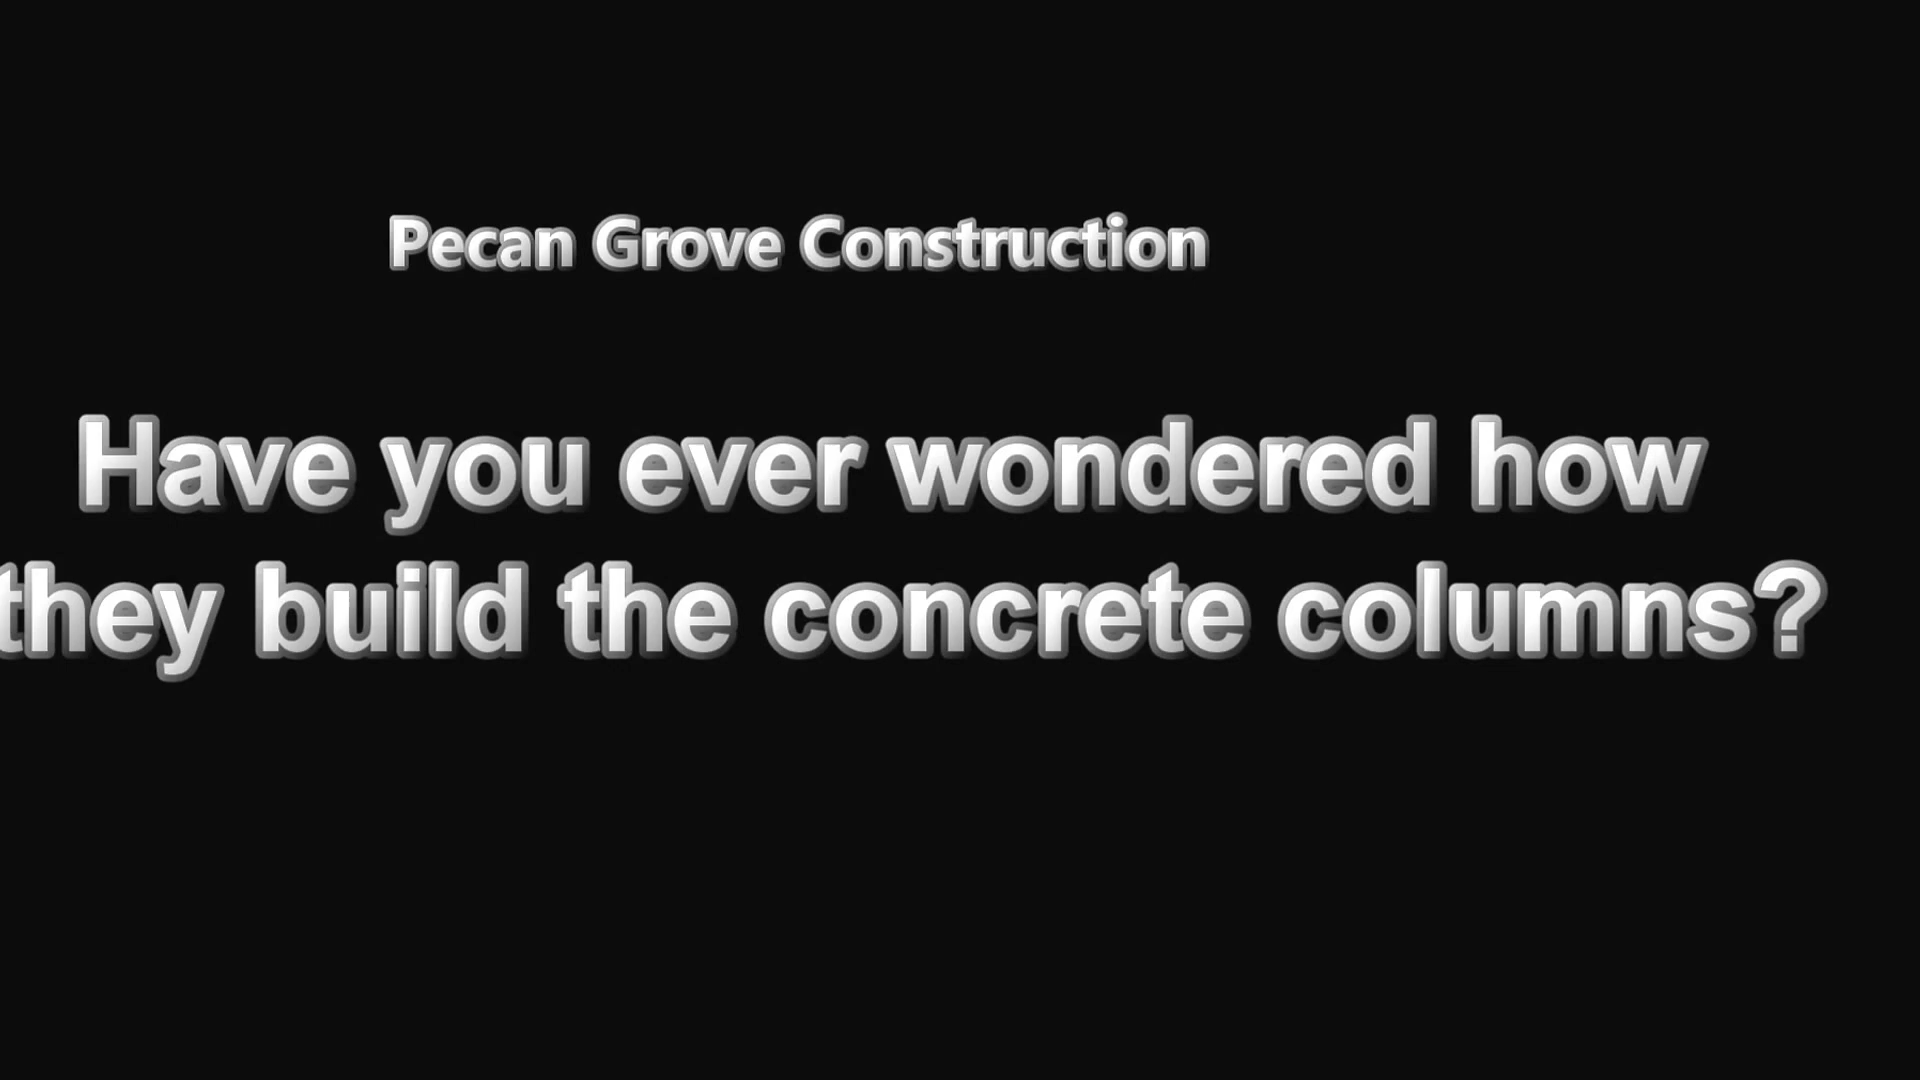 Pecan Grove Construction
Have you ever wondered how
they build the concrete columns?